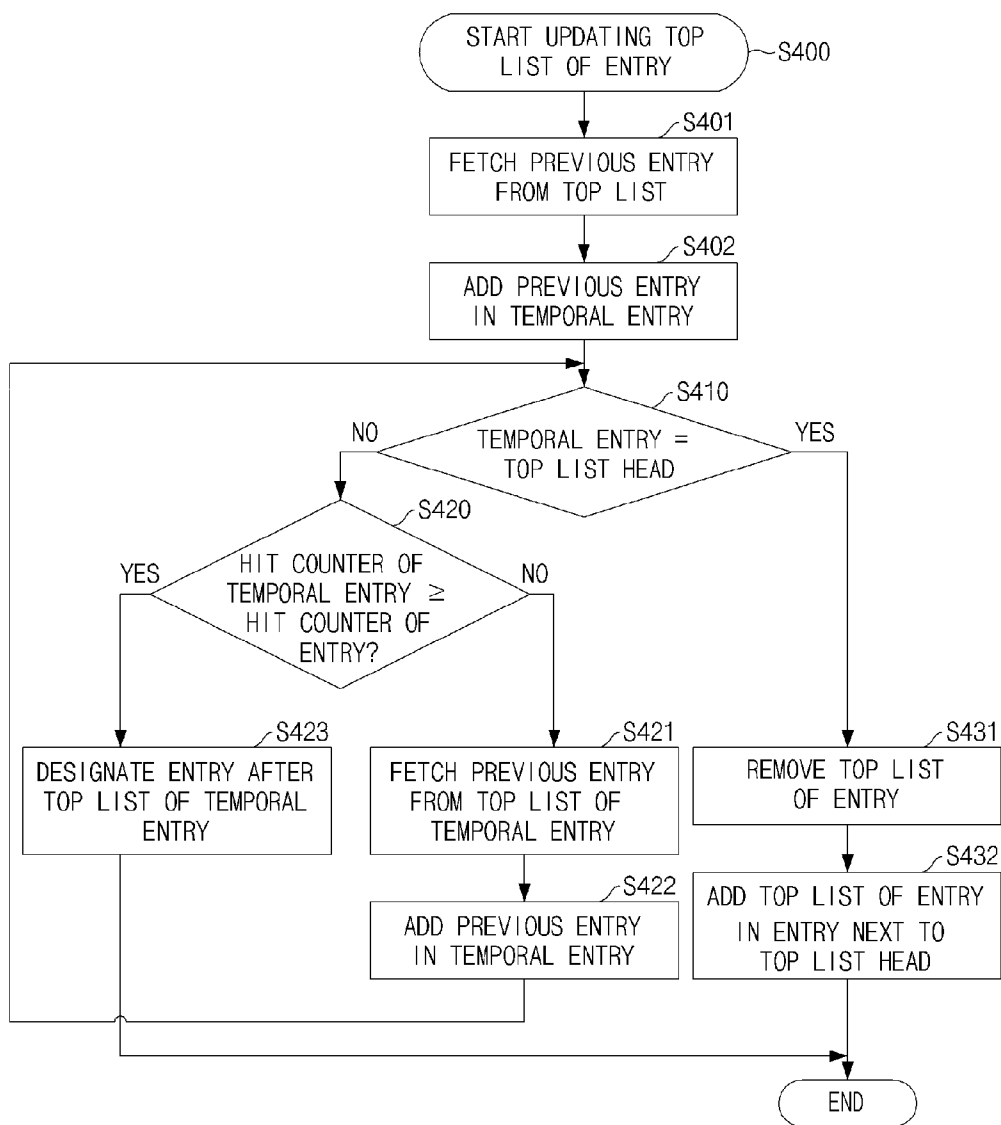 START UPDATING TOP
LIST OF ENTRY
S400
S401
FETCH PREVIOUS ENTRY
FROM TOP LIST
S402
ADD PREVIOUS ENTRY
IN TEMPORAL ENTRY
S410
NO
TEMPORAL ENTRY =
TOP LIST HEAD
YES
S420
YES
HIT COUNTER OF
TEMPORAL ENTRY ≥
HIT COUNTER OF
ENTRY?
NO
S423
DESIGNATE ENTRY AFTER
TOP LIST OF TEMPORAL
ENTRY
S421
FETCH PREVIOUS ENTRY
FROM TOP LIST OF
TEMPORAL ENTRY
S431
REMOVE TOP LIST
OF ENTRY
S422
ADD PREVIOUS ENTRY
IN TEMPORAL ENTRY
S432
ADD TOP LIST OF ENTRY
IN ENTRY NEXT TO
TOP LIST HEAD
END